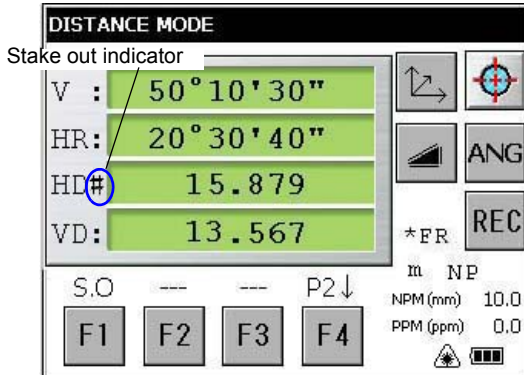 DISTANCE MODE
Stake out indicator
V : 50°10'30"
HR: 20°30'40"
HD# 15.879
VD: 13.567
ANG
REC
*FR
m NP
NPM (mm) 10.0
PPM (ppm) 0,0
S.O --- --- P2↓
F1 F2 F3 F4